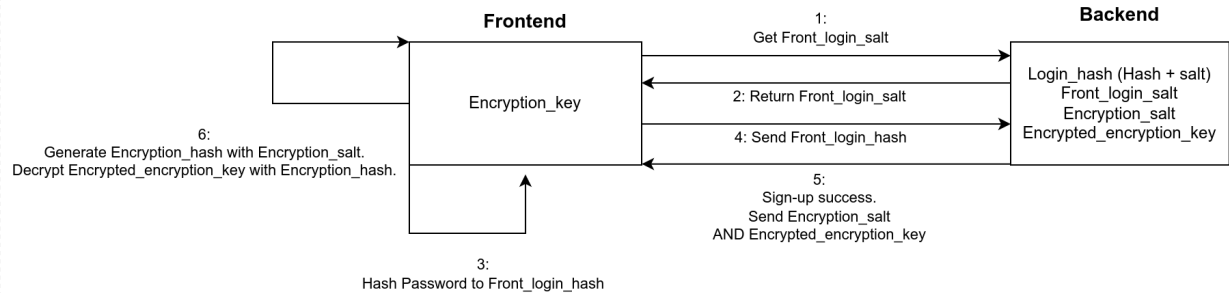 Frontend
Backend
1:
Get Front_login_salt
Encryption_key
Login_hash (Hash + salt)
Front_login_salt
Encryption_salt
Encrypted_encryption_key
2: Return Front_login_salt
4: Send Front_login_hash
6:
Generate Encryption_hash with Encryption_salt.
Decrypt Encrypted_encryption_key with Encryption_hash.
5:
Sign-up success.
Send Encryption_salt
AND Encrypted_encryption_key
3:
Hash Password to Front_login_hash